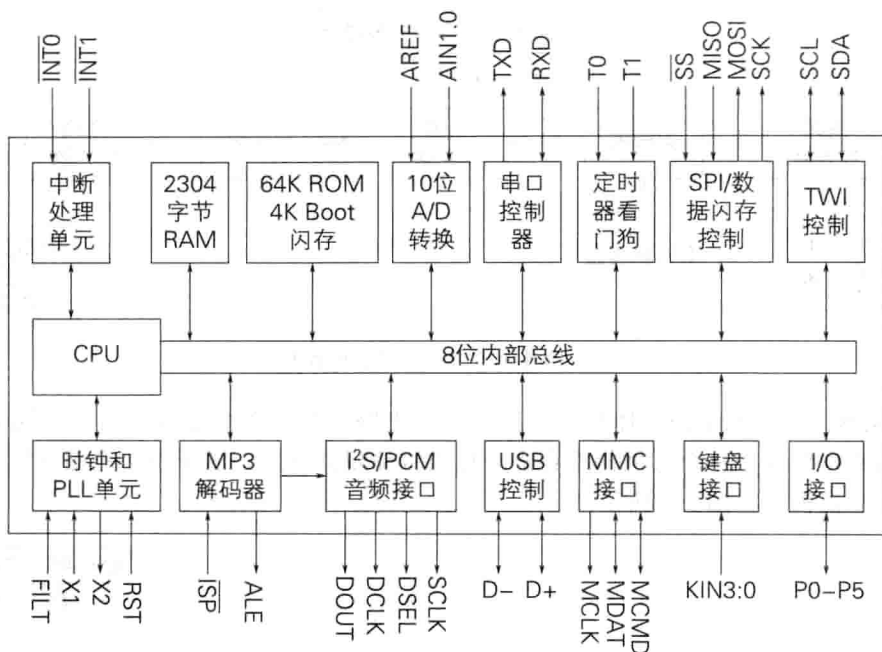 INT0
INT1
AREF
AIN1.0
TXD
RXD
T0
T1
SS
MISO
MOSI
SCK
SCL
SDA
中断
处理
单元
2304
字节
RAM
64K ROM
4K Boot
闪存
10位
A/D
转换
串口
控制
器
定时
器看
门狗
SPI/数
据闪存
控制
TWI
控制
CPU
8位内部总线
时钟和
PLL单元
MP3
解码器
I²S/PCM
音频接口
USB
控制
MMC
接口
键盘
接口
I/O
接口
FILT
X1
X2
RST
ISP
ALE
DOUT
DCLK
DSEL
SCLK
D-
D+
MCLK
MDAT
MCMD
KIN3:0
P0-P5